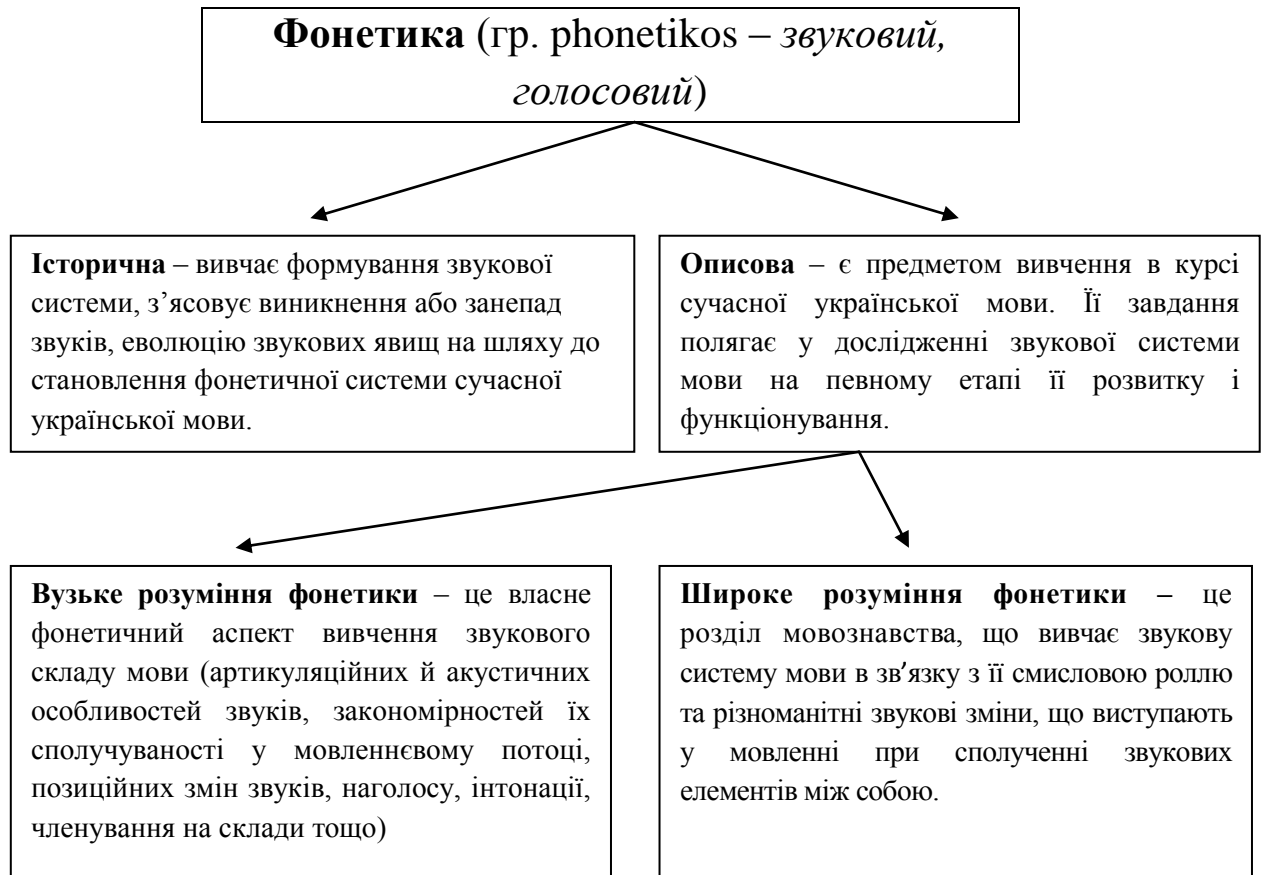 Фонетика (гр. phonetikos – звуковий,
голосовий)
Історична – вивчає формування звукової
системи, з’ясовує виникнення або занепад
звуків, еволюцію звукових явищ на шляху до
становлення фонетичної системи сучасної
української мови.
Описова – є предметом вивчення в курсі
сучасної української мови. Її завдання
полягає у дослідженні звукової системи
мови на певному етапі її розвитку і
функціонування.
Вузьке розуміння фонетики – це власне
фонетичний аспект вивчення звукового
складу мови (артикуляційних й акустичних
особливостей звуків, закономірностей їх
сполучуваності у мовленнєвому потоці,
позиційних змін звуків, наголосу, інтонації,
членування на склади тощо)
Широке розуміння фонетики – це
розділ мовознавства, що вивчає звукову
систему мови в зв’язку з її смисловою роллю
та різноманітні звукові зміни, що виступають
у мовленні при сполученні звукових
елементів між собою.